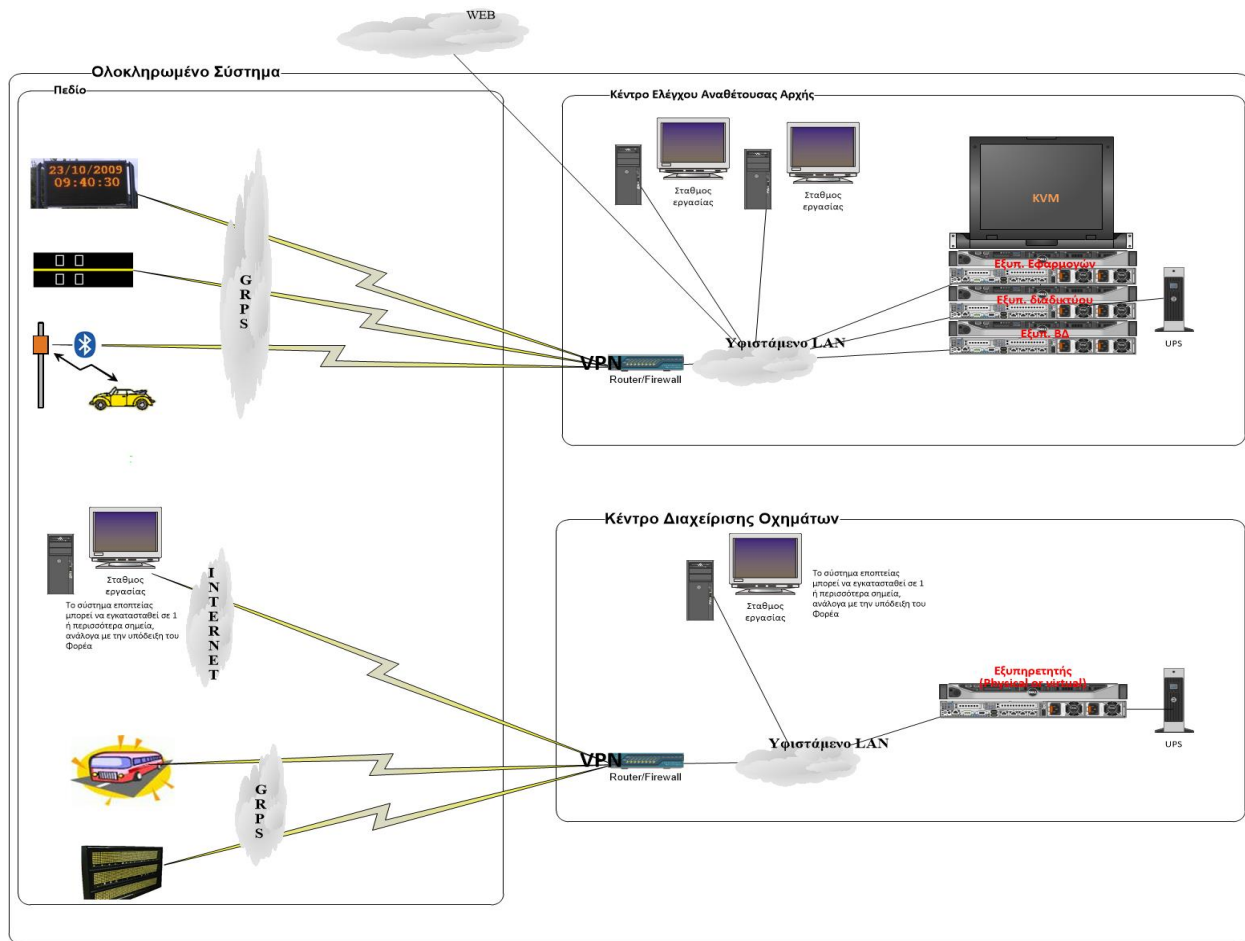 WEB
Ολοκληρωμένο Σύστημα
Πεδίο
Κέντρο Ελέγχου Αναθέτουσας Αρχής
23/10/2009
09:40:30
Σταθμος
εργασίας
Σταθμος
εργασίας
KVM
Εξυπ. Εφαρμογών
Εξυπ. διαδικτύου
Εξυπ. ΒΔ
UPS
G
R
P
S
Υφιστάμενο LAN
VPN
Router/Firewall
Κέντρο Διαχείρισης Οχημάτων
Σταθμος
εργασίας
Το σύστημα εποπτείας
μπορεί να εγκατασταθεί σε 1
ή περισσότερα σημεία,
ανάλογα με την υπόδειξη του
Φορέα
I
N
T
E
R
N
E
T
Σταθμος
εργασίας
Το σύστημα εποπτείας
μπορεί να εγκατασταθεί σε 1
ή περισσότερα σημεία,
ανάλογα με την υπόδειξη του
Φορέα
Εξυπηρετητής
(Physical or virtual)
UPS
Υφιστάμενο LAN
VPN
Router/Firewall
G
R
P
S